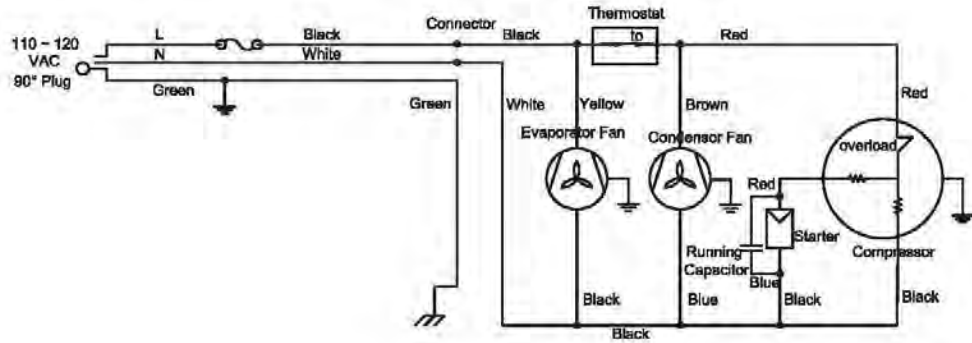 110 ~ 120
VAC
90° Plug
L
N
Black
White
Green
Connector
Green
Black
White
Thermostat
to
Red
Yellow
Brown
Red
Evaporator Fan
Condensor Fan
overload
Red
Starter
Running
Capscitor
Blue
Compressor
Black
Blue
Black
Black
Black